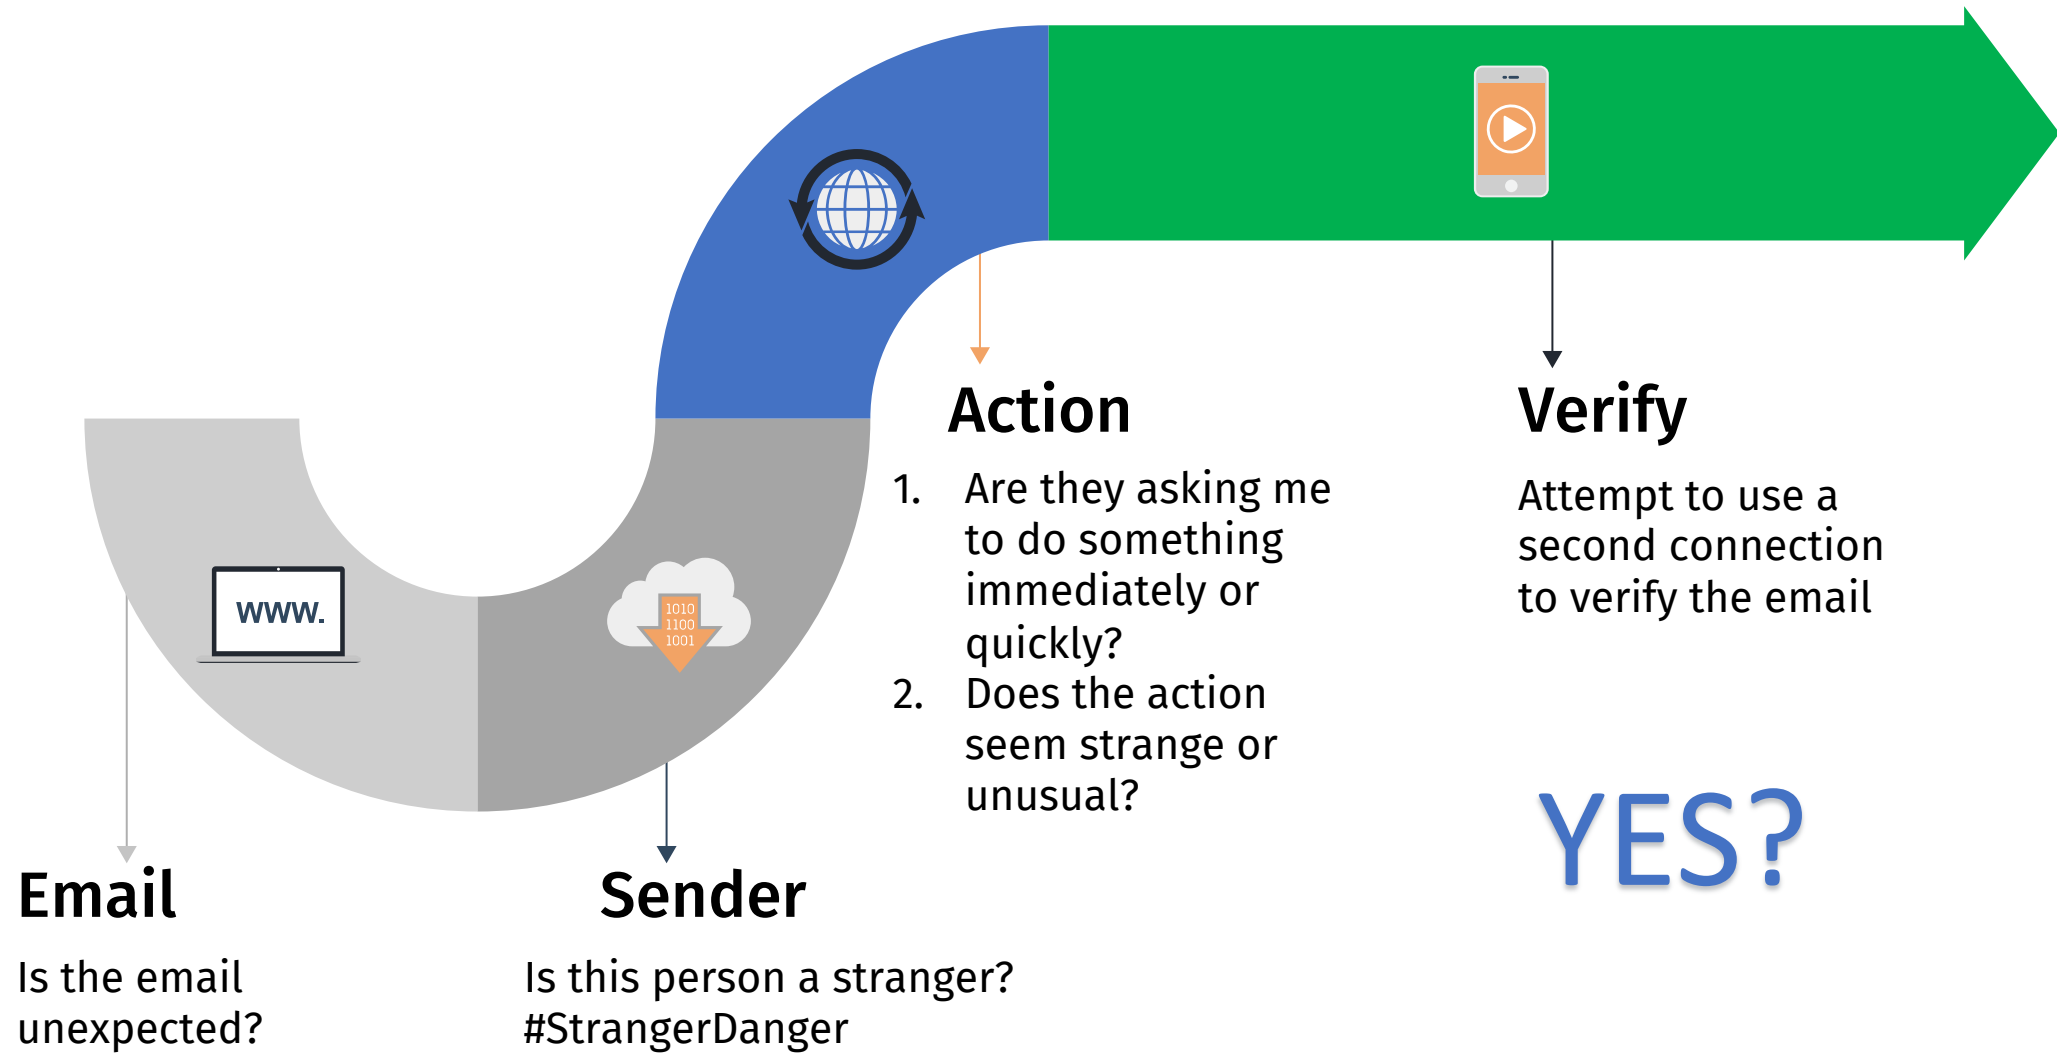 www.
1010
1100
1001
Email
Is the email
unexpected?
Sender
Is this person a stranger?
#StrangerDanger
Action
1. Are they asking me
to do something
immediately or
quickly?
2. Does the action
seem strange or
unusual?
Verify
Attempt to use a
second connection
to verify the email
YES?